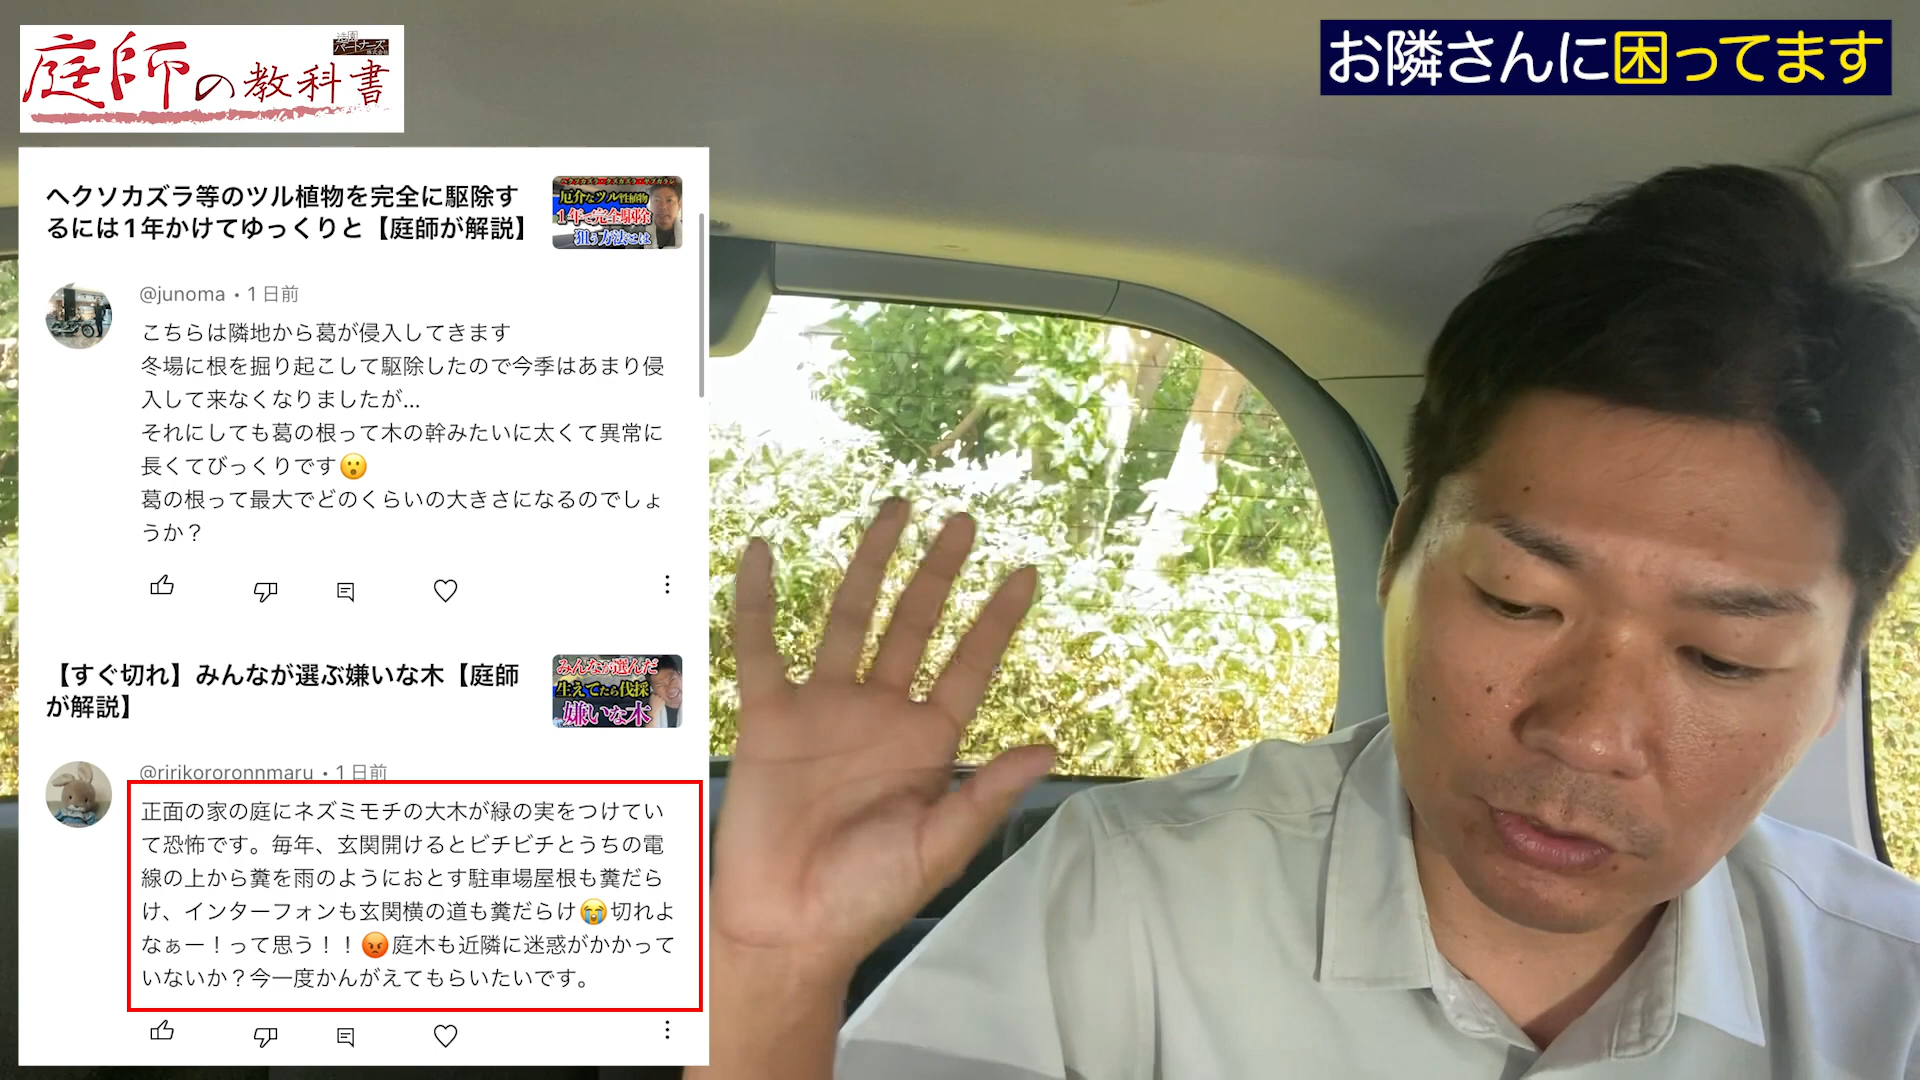 庭師の教科書
造園
パートナーズ
株式会社
お隣さんに困ってます
ヘクソカズラ等のツル植物を完全に駆除す
るには1年かけてゆっくりと【庭師が解説】
厄介なツル性植物
1年で完全駆除
狙う方法とは
@junoma・1日前
こちらは隣地から葛が侵入してきます
冬場に根を掘り起こして駆除したので今季はあまり侵
入して来なくなりましたが...
それにしても葛の根って木の幹みたいに太くて異常に
長くてびっくりです😮
葛の根って最大でどのくらいの大きさになるのでしょ
うか？
【すぐ切れ】みんなが選ぶ嫌いな木【庭師
が解説】
みんなが選んだ
生えてたら伐採
嫌いな木
@ririkororonnmaru・1日前
正面の家の庭にネズミモチの大木が緑の実をつけてい
て恐怖です。毎年、玄関開けるとビチビチとうちの電
線の上から糞を雨のようにおとす駐車場屋根も糞だら
け、インターフォンも玄関横の道も糞だらけ😭切れよ
なぁー！って思う！！😡庭木も近隣に迷惑がかかって
いないか？今一度かんがえてもらいたいです。